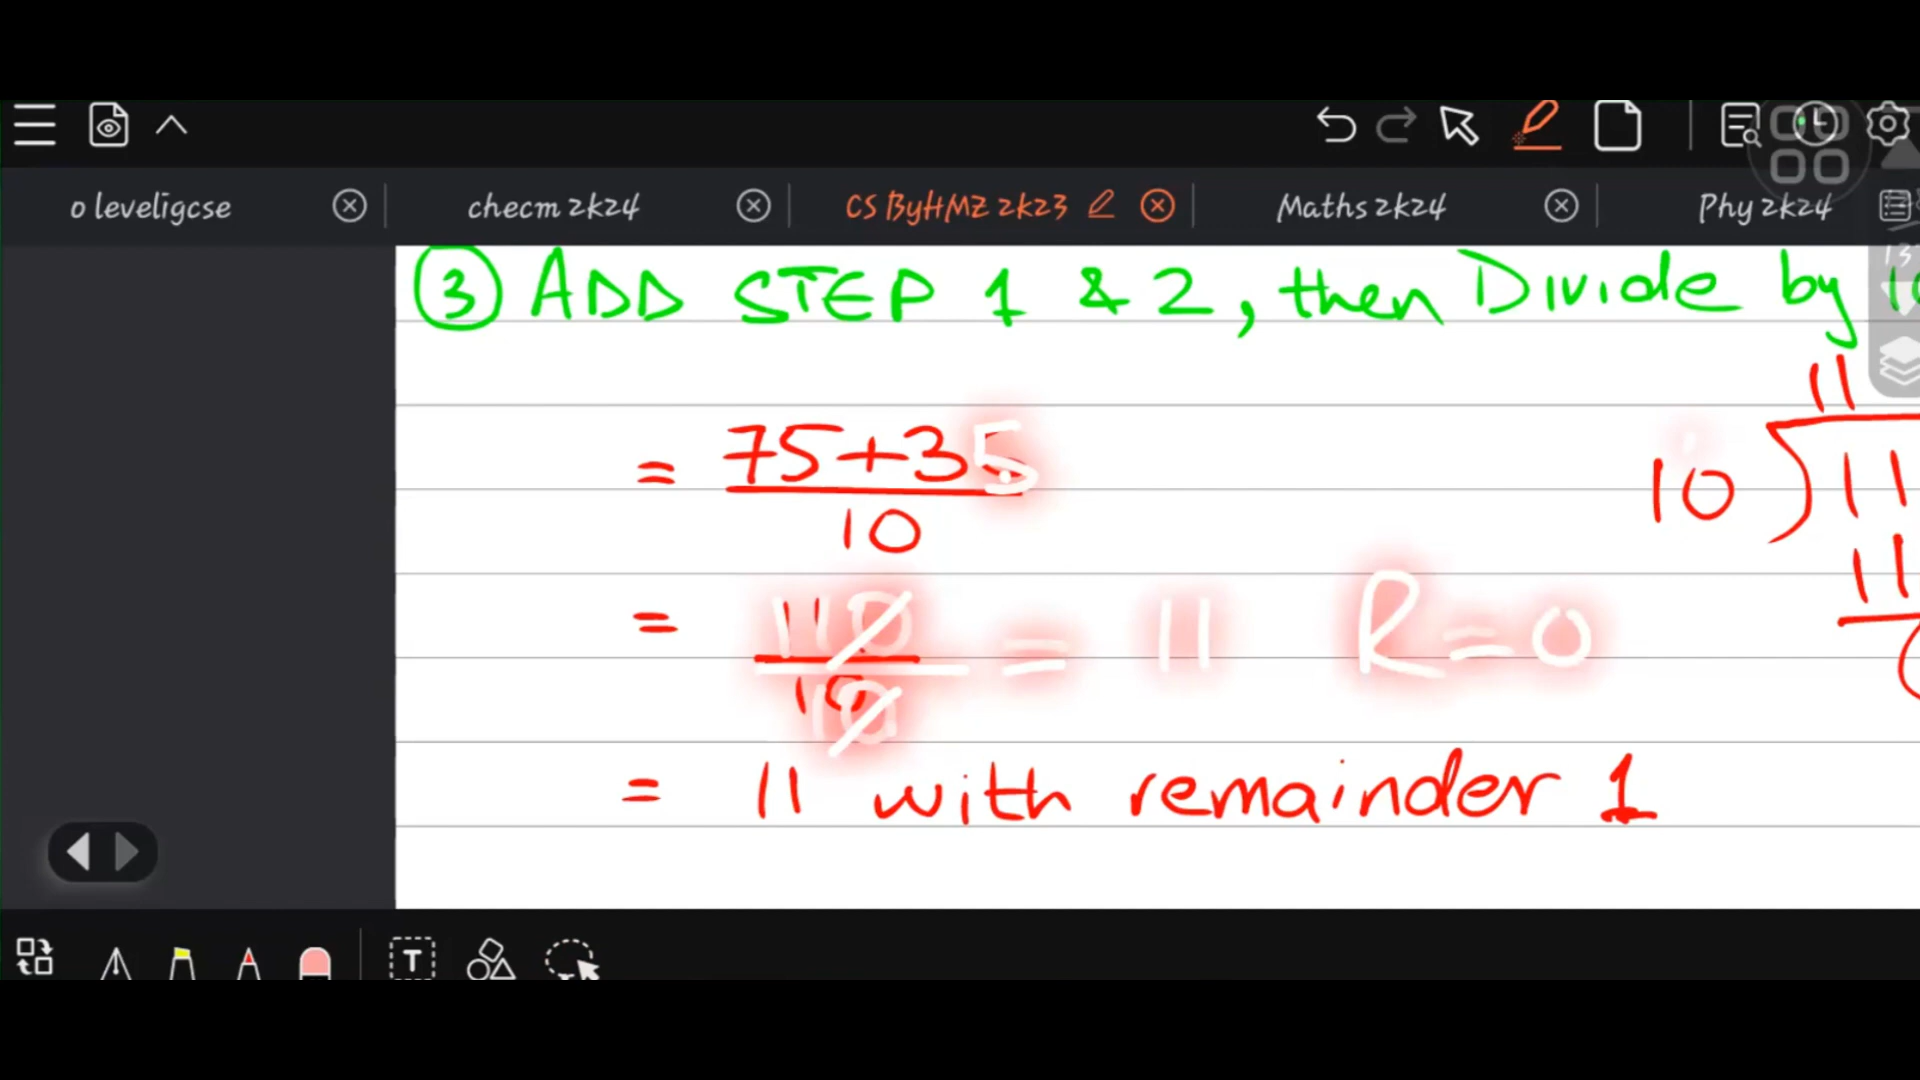 o leveligcse checm 2k24 CS ByHMZ 2k23 Maths 2k24 Phy 2k24
③ ADD STEP 1 & 2, then Divide by 10
11
= 75+35 / 10
10 ) 11
= 110 / 10 = 11 R=0
11
= 11 with remainder 1
T